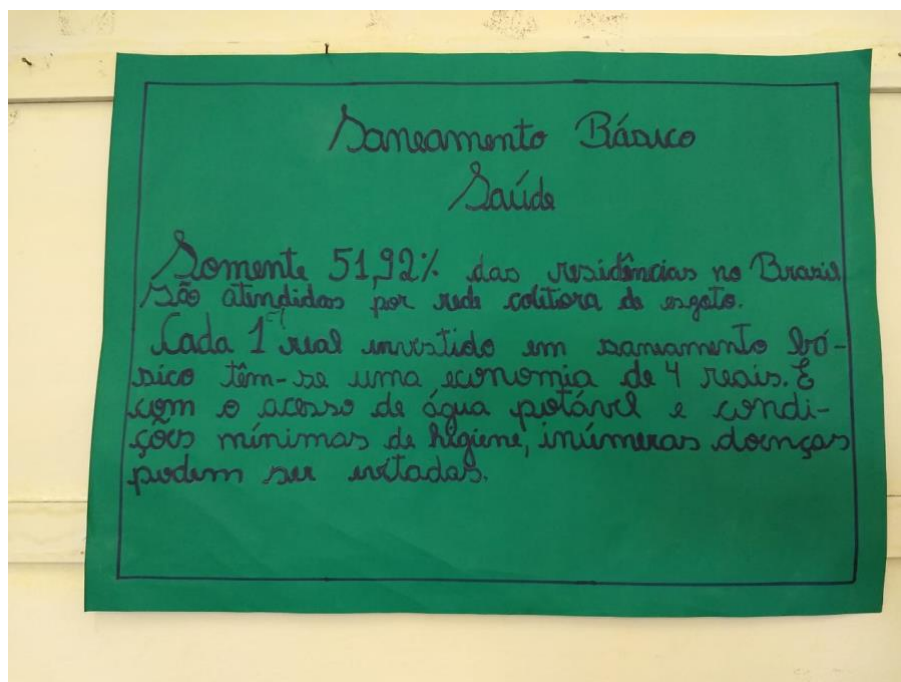 Saneamento Básico
Saúde
Somente 51,92% das residências no Brasil
são atendidas por rede colitora de esgoto.
Cada 1 real investido em saneamento bá-
sico têm-se uma economia de 4 reais. E
com o acesso de água potável e condi-
ções mínimas de higiene, inúmeras doenças
podem ser evitadas.